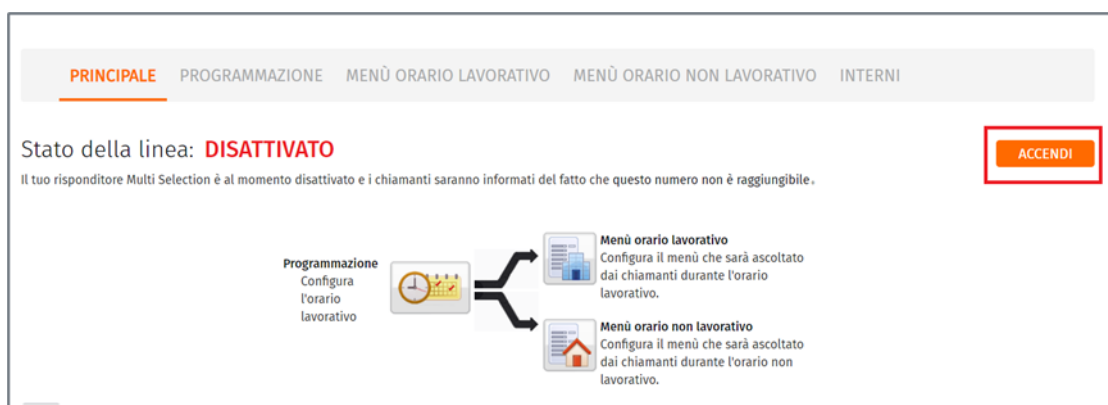 PRINCIPALE PROGRAMMAZIONE MENÙ ORARIO LAVORATIVO MENÙ ORARIO NON LAVORATIVO INTERNI
Stato della linea: DISATTIVATO
ACCENDI
Il tuo risponditore Multi Selection è al momento disattivato e i chiamanti saranno informati del fatto che questo numero non è raggiungibile.
Programmazione
Configura
l'orario
lavorativo
Menù orario lavorativo
Configura il menù che sarà ascoltato
dai chiamanti durante l'orario
lavorativo.
Menù orario non lavorativo
Configura il menù che sarà ascoltato
dai chiamanti durante l'orario non
lavorativo.